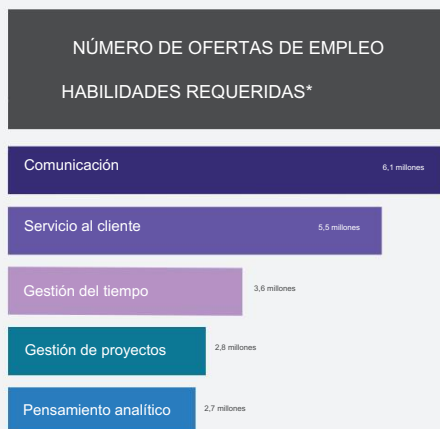 NÚMERO DE OFERTAS DE EMPLEO
HABILIDADES REQUERIDAS*
Comunicación 6,1 millones
Servicio al cliente 5,5 millones
Gestión del tiempo 3,6 millones
Gestión de proyectos 2,8 millones
Pensamiento analítico 2,7 millones